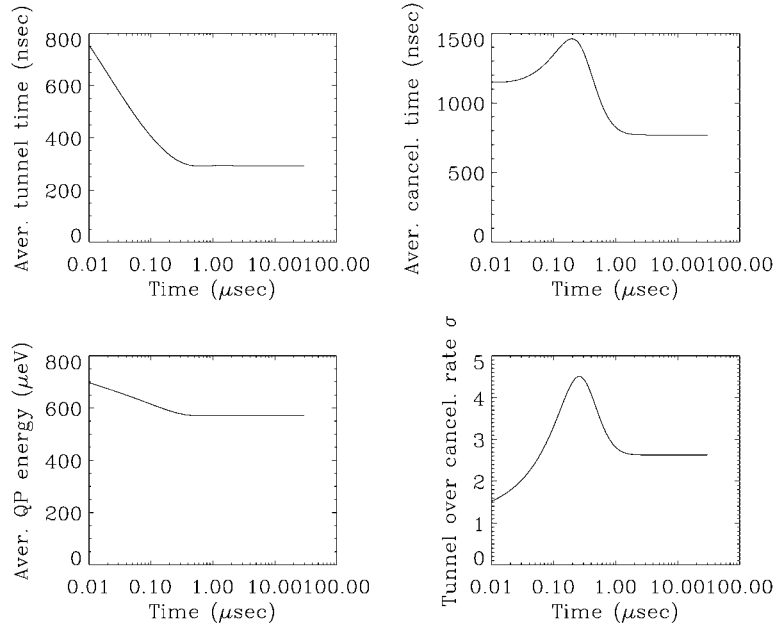 Aver. tunnel time (nsec)
800
600
400
200
0
0.01 0.10 1.00 10.00100.00
Time (μsec)
Aver. cancel. time (nsec)
1500
1000
500
0
0.01 0.10 1.00 10.00100.00
Time (μsec)
Aver. QP energy (μeV)
800
600
400
200
0
0.01 0.10 1.00 10.00100.00
Time (μsec)
Tunnel over cancel. rate σ
5
4
3
2
1
0
0.01 0.10 1.00 10.00100.00
Time (μsec)